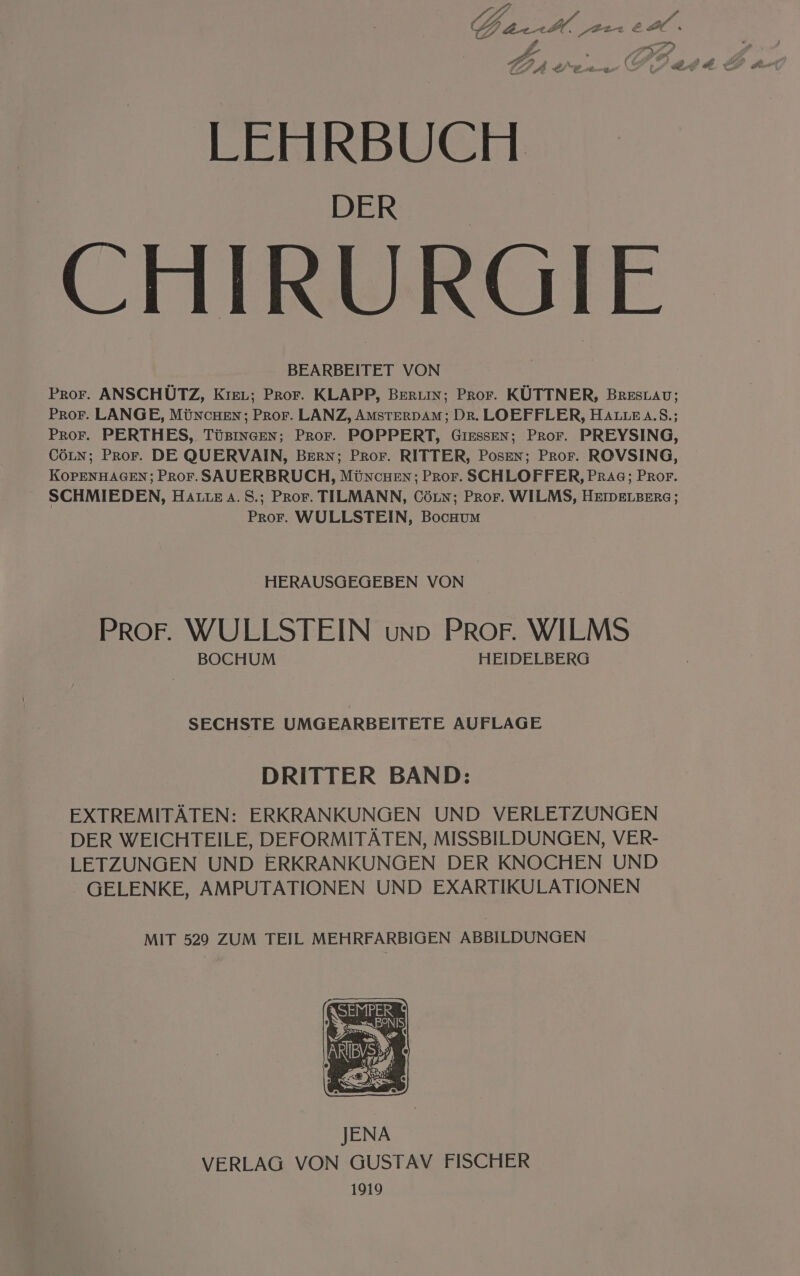 LEHRBUCH
DER
CHIRURGIE
BEARBEITET VON
PROF. ANSCHÜTZ, KIEL; PROF. KLAPP, BERLIN; PROF. KÜTTNER, BRESLAU;
PROF. LANGE, MÜNCHEN; PROF. LANZ, AMSTERDAM; DR. LOEFFLER, HALLE A.S.;
PROF. PERTHES, TÜBINGEN; PROF. POPPERT, GIESSEN; PROF. PREYSING,
CÖLN; PROF. DE QUERVAIN, BERN; PROF. RITTER, POSEN; PROF. ROVSING,
KOPENHAGEN; PROF. SAUERBRUCH, MÜNCHEN; PROF. SCHLOFFER, PRAG; PROF.
SCHMIEDEN, HALLE A. S.; PROF. TILMANN, CÖLN; PROF. WILMS, HEIDELBERG;
PROF. WULLSTEIN, BOCHUM
HERAUSGEGEBEN VON
PROF. WULLSTEIN UND PROF. WILMS
BOCHUM HEIDELBERG
SECHSTE UMGEARBEITETE AUFLAGE
DRITTER BAND:
EXTREMITÄTEN: ERKRANKUNGEN UND VERLETZUNGEN
DER WEICHTEILE, DEFORMITÄTEN, MISSBILDUNGEN, VER-
LETZUNGEN UND ERKRANKUNGEN DER KNOCHEN UND
GELENKE, AMPUTATIONEN UND EXARTIKULATIONEN
MIT 529 ZUM TEIL MEHRFARBIGEN ABBILDUNGEN
SEMPER
BONIS
ARTIBVS
JENA
VERLAG VON GUSTAV FISCHER
1919